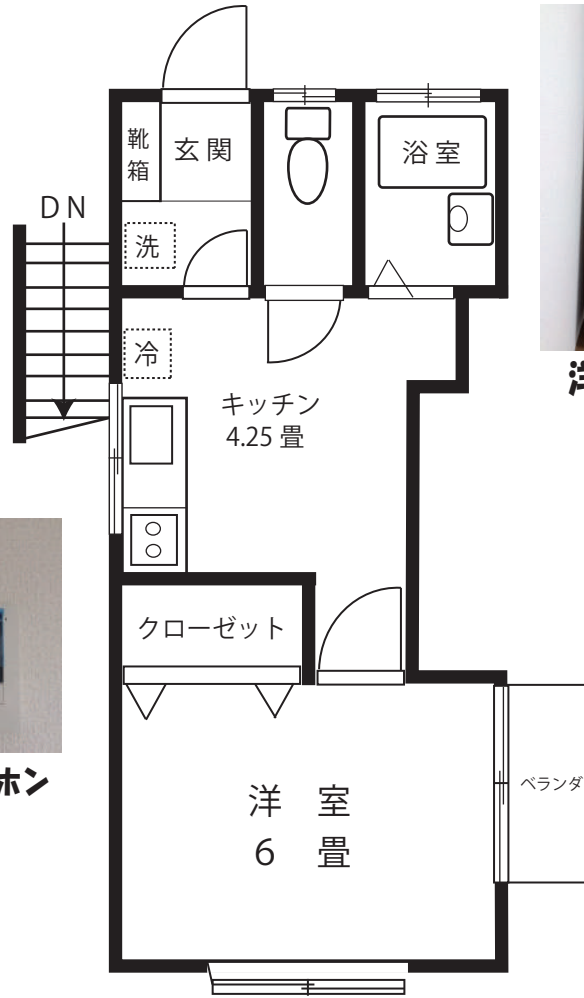 靴箱
玄関
浴室
DN
洗
冷
キッチン
4.25 畳
クローゼット
洋 室
6 畳
ベランダ
ホン
洋